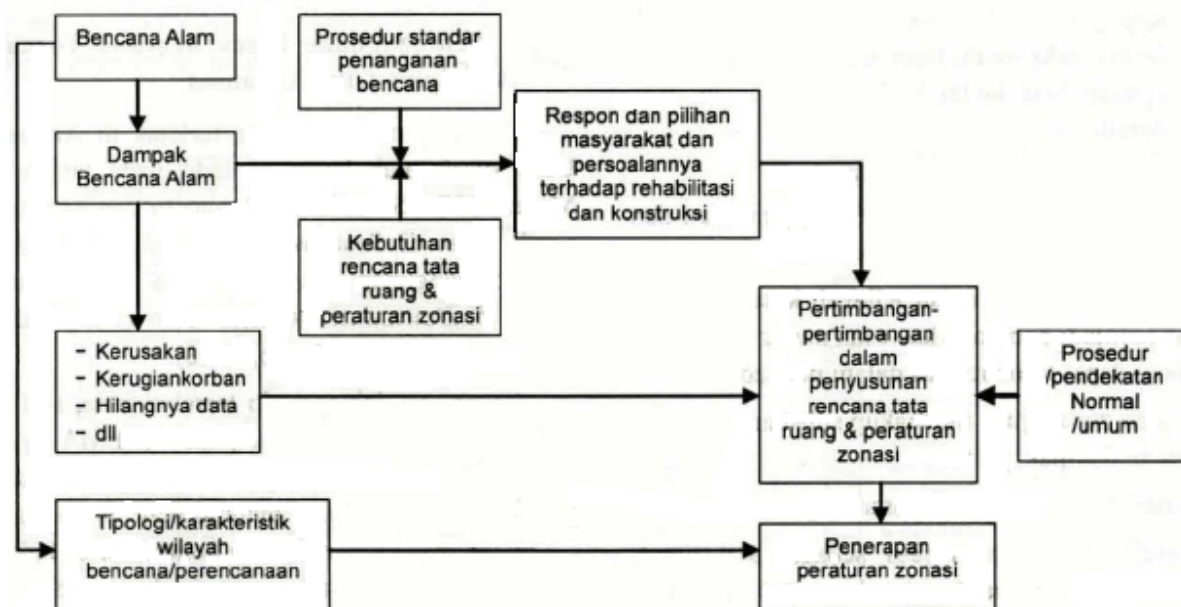 Bencana Alam
Prosedur standar
penanganan
bencana
Dampak
Bencana Alam
Respon dan pilihan
masyarakat dan
persoalannya
terhadap rehabilitasi
dan konstruksi
Kebutuhan
rencana tata
ruang &
peraturan zonasi
- Kerusakan
- Kerugiankorban
- Hilangnya data
- dll
Pertimbangan-
pertimbangan
dalam
penyusunan
rencana tata
ruang & peraturan
zonasi
Prosedur
/pendekatan
Normal
/umum
Tipologi/karakteristik
wilayah
bencana/perencanaan
Penerapan
peraturan zonasi